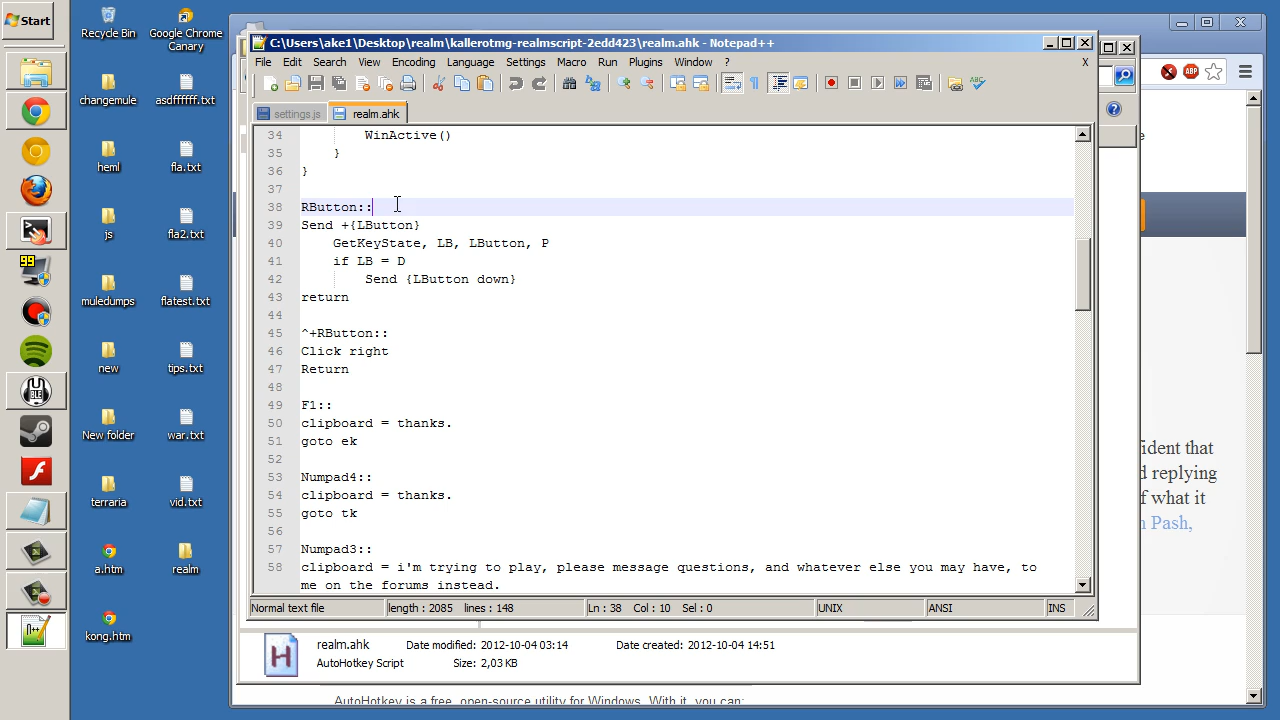 Start
Recycle Bin
Google Chrome
Canary
changemule
asdffffff.txt
heml
fla.txt
js
fla2.txt
99
muledumps
flatest.txt
new
tips.txt
New folder
war.txt
terraria
vid.txt
a.htm
realm
kong.htm
C:\Users\ake1\Desktop\realm\kallerotmg-realmscript-2edd423\realm.ahk - Notepad++
File Edit Search View Encoding Language Settings Macro Run Plugins Window ? X
settings.js realm.ahk
34 WinActive()
35 }
36 }
37
38 RButton::
39 Send +{LButton}
40 GetKeyState, LB, LButton, P
41 if LB = D
42 Send {LButton down}
43 return
44
45 ^+RButton::
46 Click right
47 Return
48
49 F1::
50 clipboard = thanks.
51 goto ek
52
53 Numpad4::
54 clipboard = thanks.
55 goto tk
56
57 Numpad3::
58 clipboard = i'm trying to play, please message questions, and whatever else you may have, to
me on the forums instead.
Normal text file length : 2085 lines : 148 Ln : 38 Col : 10 Sel : 0 UNIX ANSI INS
realm.ahk Date modified: 2012-10-04 03:14 Date created: 2012-10-04 14:51
AutoHotkey Script Size: 2,03 KB
AutoHotkey is a free, open-source utility for Windows. With it, you can:
ABP
e
ident that
d replying
f what it
n Pash,